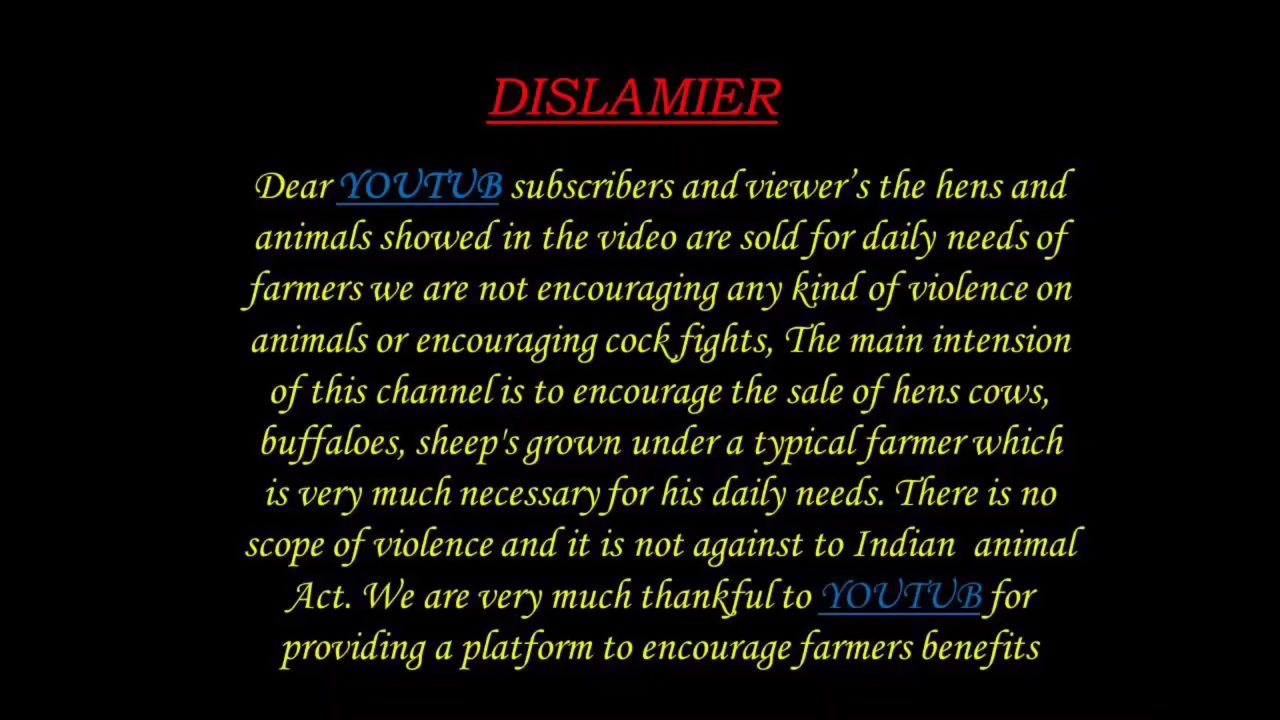 DISLAMIER
Dear YOUTUB subscribers and viewer’s the hens and
animals showed in the video are sold for daily needs of
farmers we are not encouraging any kind of violence on
animals or encouraging cock fights, The main intension
of this channel is to encourage the sale of hens cows,
buffaloes, sheep's grown under a typical farmer which
is very much necessary for his daily needs. There is no
scope of violence and it is not against to Indian animal
Act. We are very much thankful to YOUTUB for
providing a platform to encourage farmers benefits